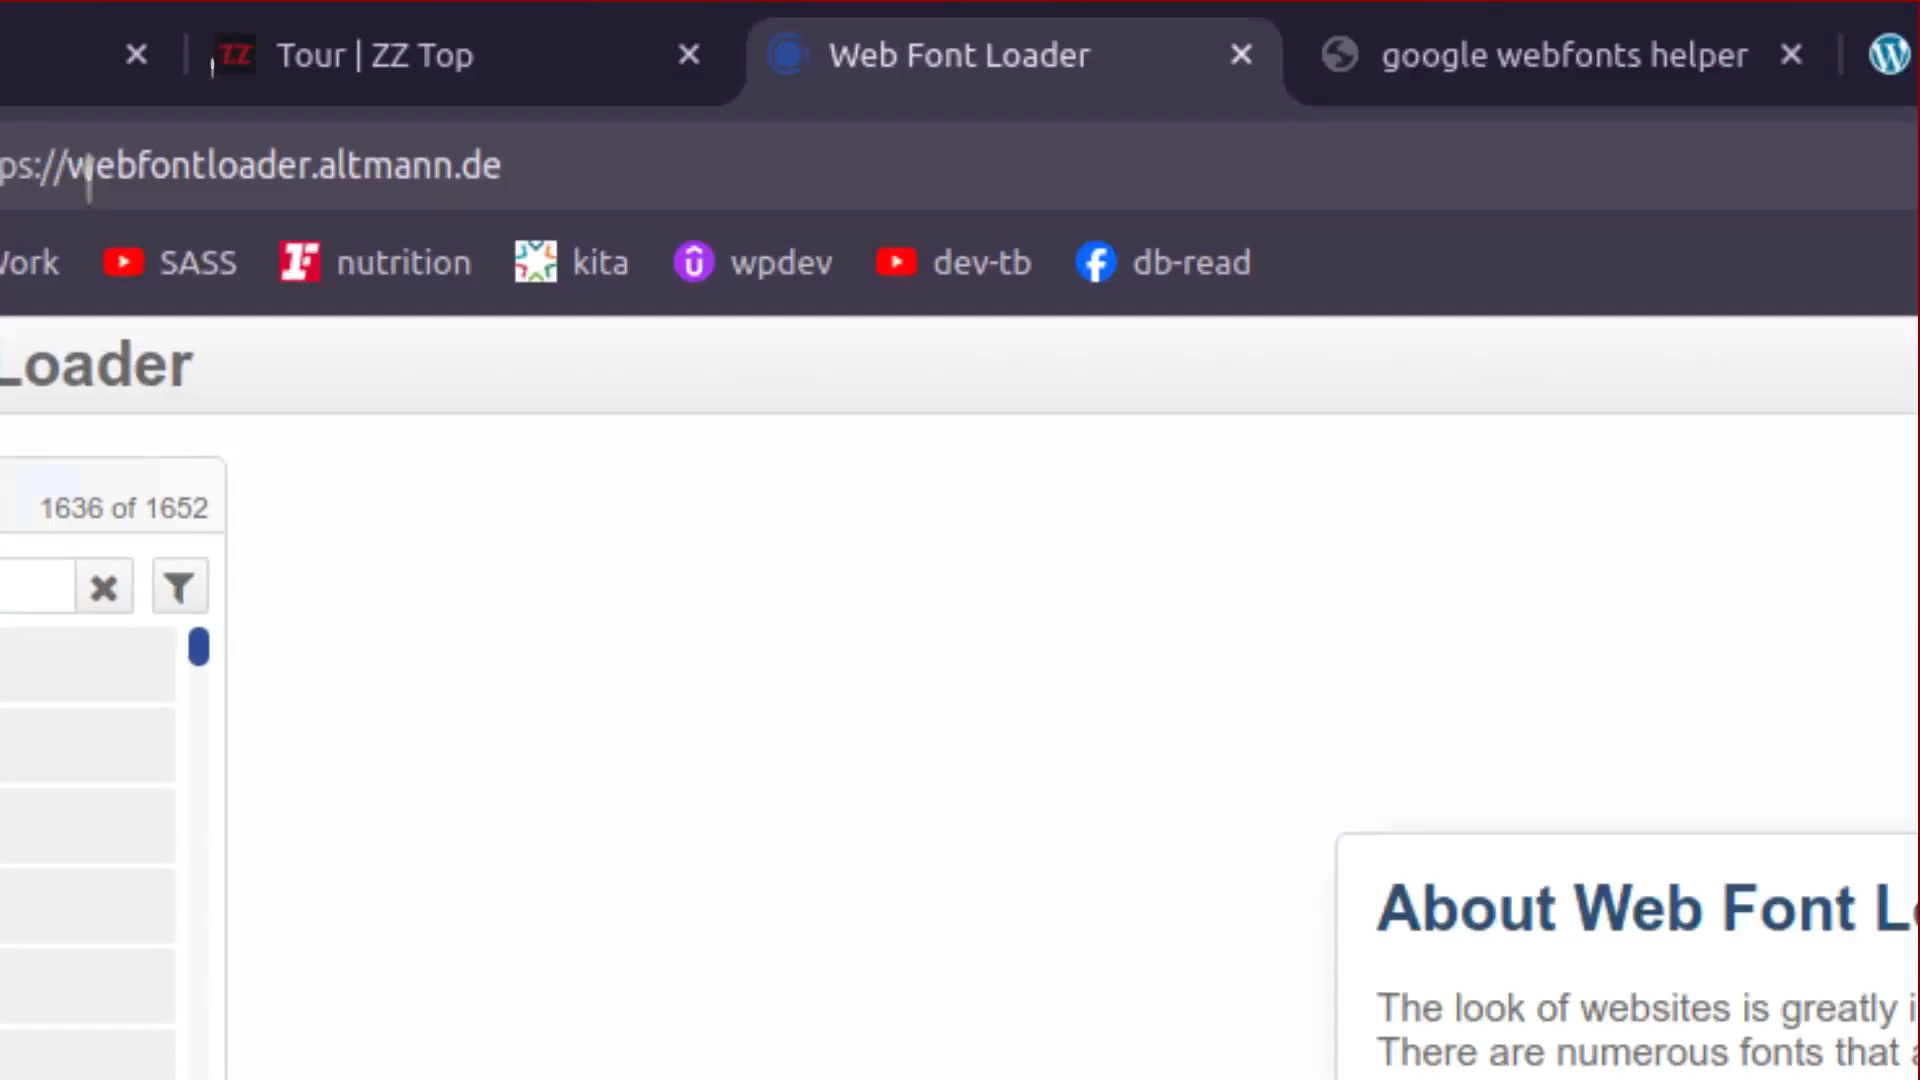 Tour | ZZ Top
Web Font Loader
google webfonts helper
ps://webfontloader.altmann.de
Work
SASS
nutrition
kita
wpdev
dev-tb
db-read
Loader
1636 of 1652
About Web Font Lo
The look of websites is greatly i
There are numerous fonts that a